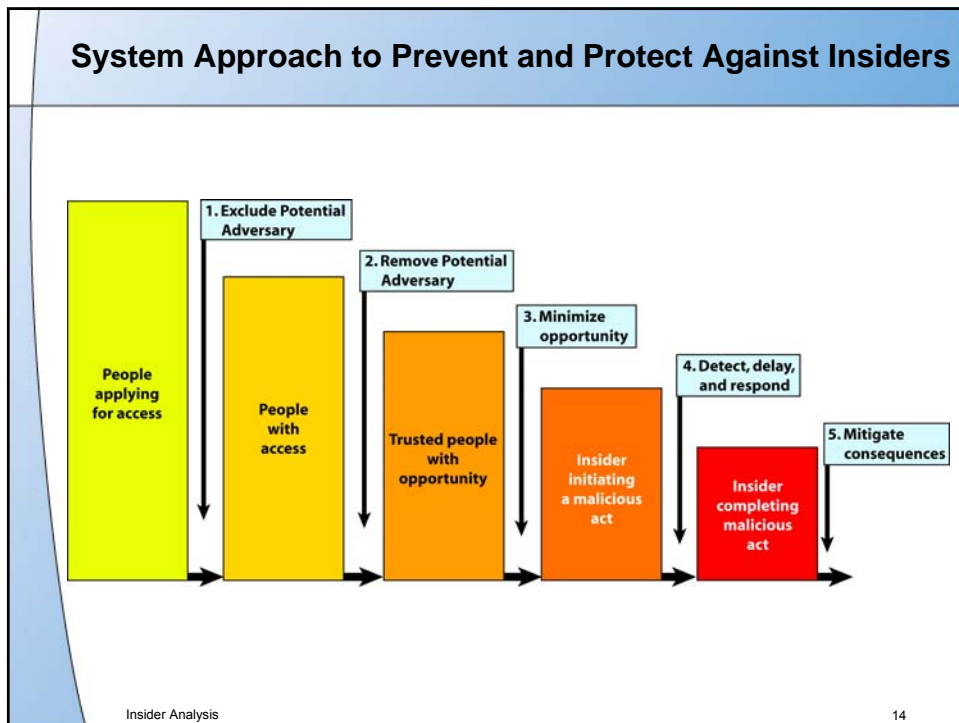 System Approach to Prevent and Protect Against Insiders
People
applying
for access
1. Exclude Potential
Adversary
People
with
access
2. Remove Potential
Adversary
Trusted people
with
opportunity
3. Minimize
opportunity
Insider
initiating
a malicious
act
4. Detect, delay,
and respond
Insider
completing
malicious
act
5. Mitigate
consequences
Insider Analysis
14